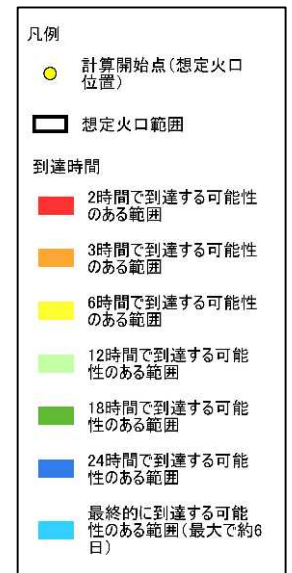 凡例
計算開始点(想定火口
位置)
想定火口範囲
到達時間
2時間で到達する可能性
のある範囲
3時間で到達する可能性
のある範囲
6時間で到達する可能性
のある範囲
12時間で到達する可能
性のある範囲
18時間で到達する可能
性のある範囲
24時間で到達する可能
性のある範囲
最終的に到達する可能
性のある範囲(最大で約6
日)